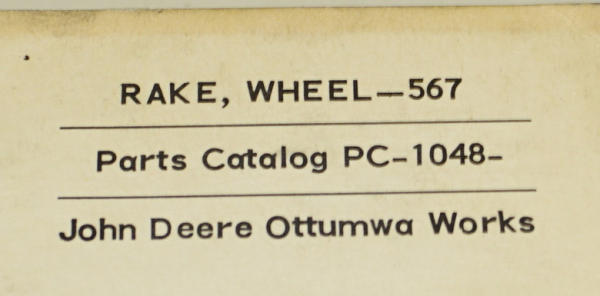 RAKE, WHEEL—567
Parts Catalog PC-1048-
John Deere Ottumwa Works